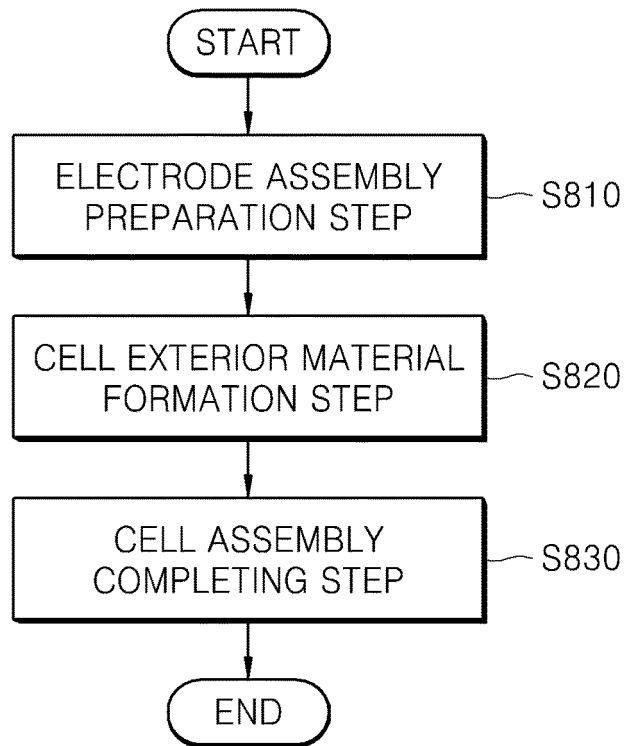 START
ELECTRODE ASSEMBLY
PREPARATION STEP
S810
CELL EXTERIOR MATERIAL
FORMATION STEP
S820
CELL ASSEMBLY
COMPLETING STEP
S830
END